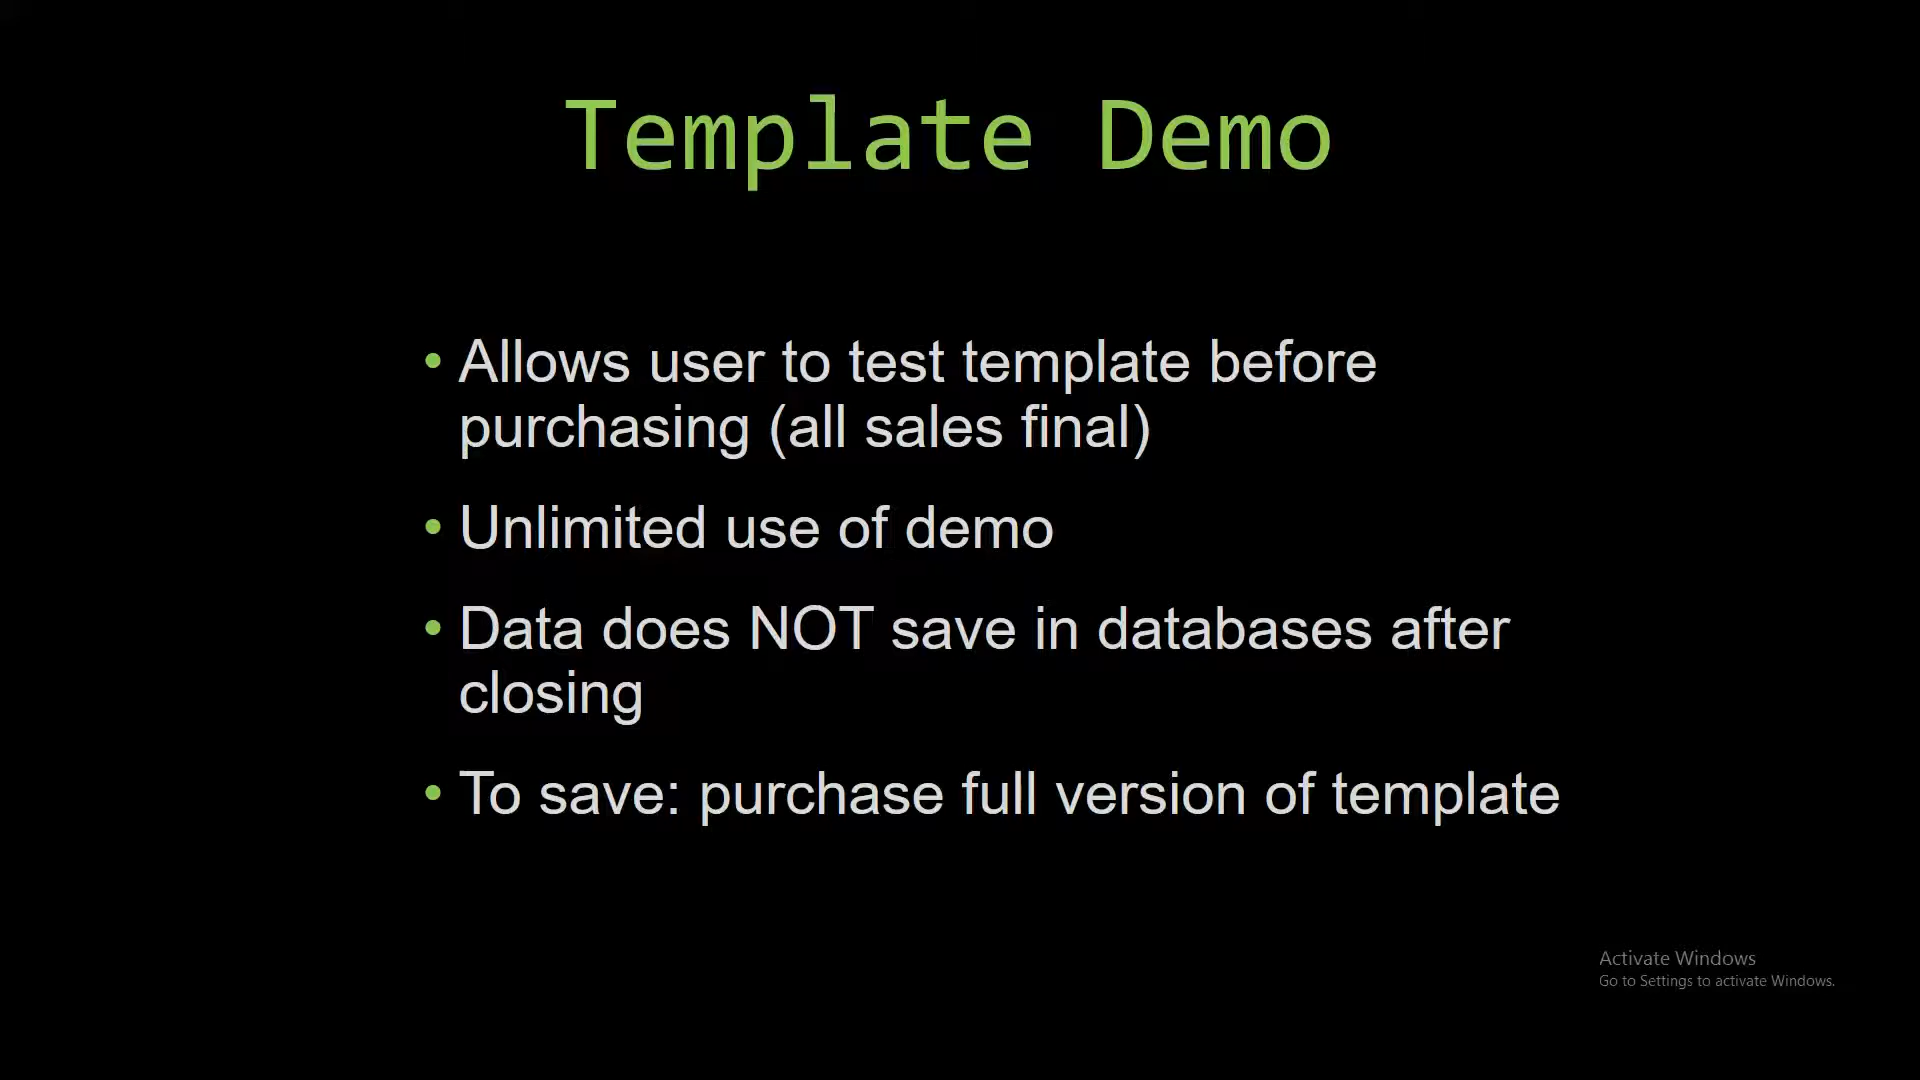 Template Demo
• Allows user to test template before
purchasing (all sales final)
• Unlimited use of demo
• Data does NOT save in databases after
closing
• To save: purchase full version of template
Activate Windows
Go to Settings to activate Windows.